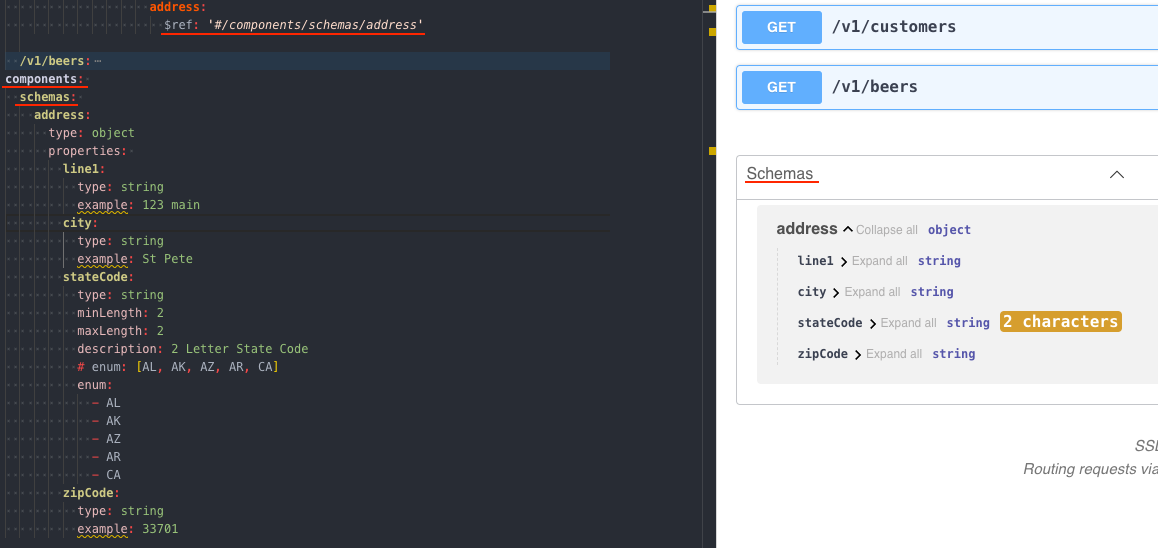 address:
$ref: '#/components/schemas/address'
/v1/beers:
components:
schemas:
address:
type: object
properties:
line1:
type: string
example: 123 main
city:
type: string
example: St Pete
stateCode:
type: string
minLength: 2
maxLength: 2
description: 2 Letter State Code
# enum: [AL, AK, AZ, AR, CA]
enum:
- AL
- AK
- AZ
- AR
- CA
zipCode:
type: string
example: 33701
GET /v1/customers
GET /v1/beers
Schemas
address Collapse all object
line1 Expand all string
city Expand all string
stateCode Expand all string 2 characters
zipCode Expand all string
Routing requests via